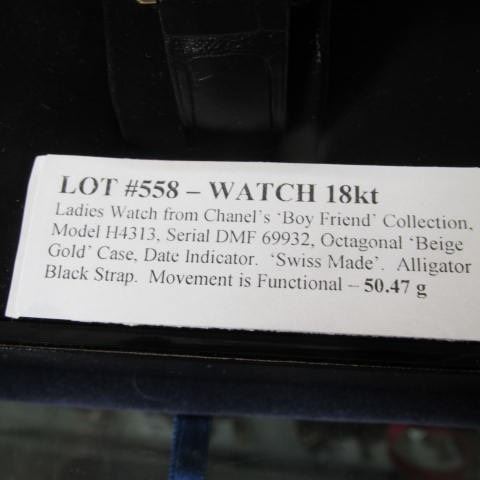 LOT #558 – WATCH 18kt
Ladies Watch from Chanel's 'Boy Friend' Collection,
Model H4313, Serial DMF 69932, Octagonal 'Beige
Gold' Case, Date Indicator. 'Swiss Made'. Alligator
Black Strap. Movement is Functional – 50.47 g